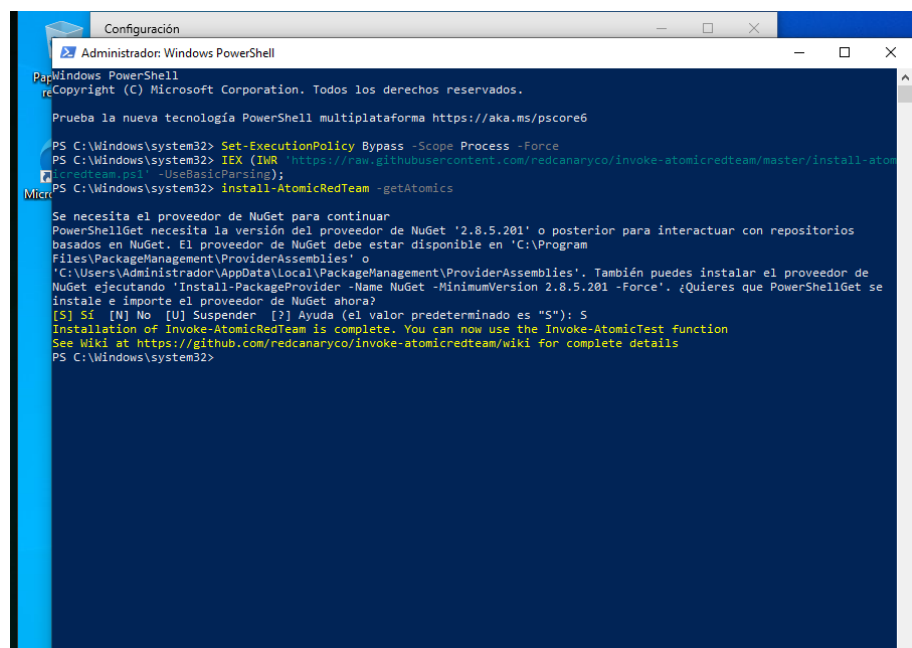 Configuración
Administrador: Windows PowerShell
Windows PowerShell
Copyright (C) Microsoft Corporation. Todos los derechos reservados.
Prueba la nueva tecnología PowerShell multiplataforma https://aka.ms/pscore6
PS C:\Windows\system32> Set-ExecutionPolicy Bypass -Scope Process -Force
PS C:\Windows\system32> IEX (IWR 'https://raw.githubusercontent.com/redcanaryco/invoke-atomicredteam/master/install-atom
icredteam.ps1' -UseBasicParsing);
PS C:\Windows\system32> install-AtomicRedTeam -getAtomics
Se necesita el proveedor de NuGet para continuar
PowerShellGet necesita la versión del proveedor de NuGet '2.8.5.201' o posterior para interactuar con repositorios
basados en NuGet. El proveedor de NuGet debe estar disponible en 'C:\Program
Files\PackageManagement\ProviderAssemblies' o
'C:\Users\Administrador\AppData\Local\PackageManagement\ProviderAssemblies'. También puedes instalar el proveedor de
NuGet ejecutando 'Install-PackageProvider -Name NuGet -MinimumVersion 2.8.5.201 -Force'. ¿Quieres que PowerShellGet se
instale e importe el proveedor de NuGet ahora?
[S] Sí  [N] No  [U] Suspender  [?] Ayuda (el valor predeterminado es "S"): S
Installation of Invoke-AtomicRedTeam is complete. You can now use the Invoke-AtomicTest function
See Wiki at https://github.com/redcanaryco/invoke-atomicredteam/wiki for complete details
PS C:\Windows\system32>